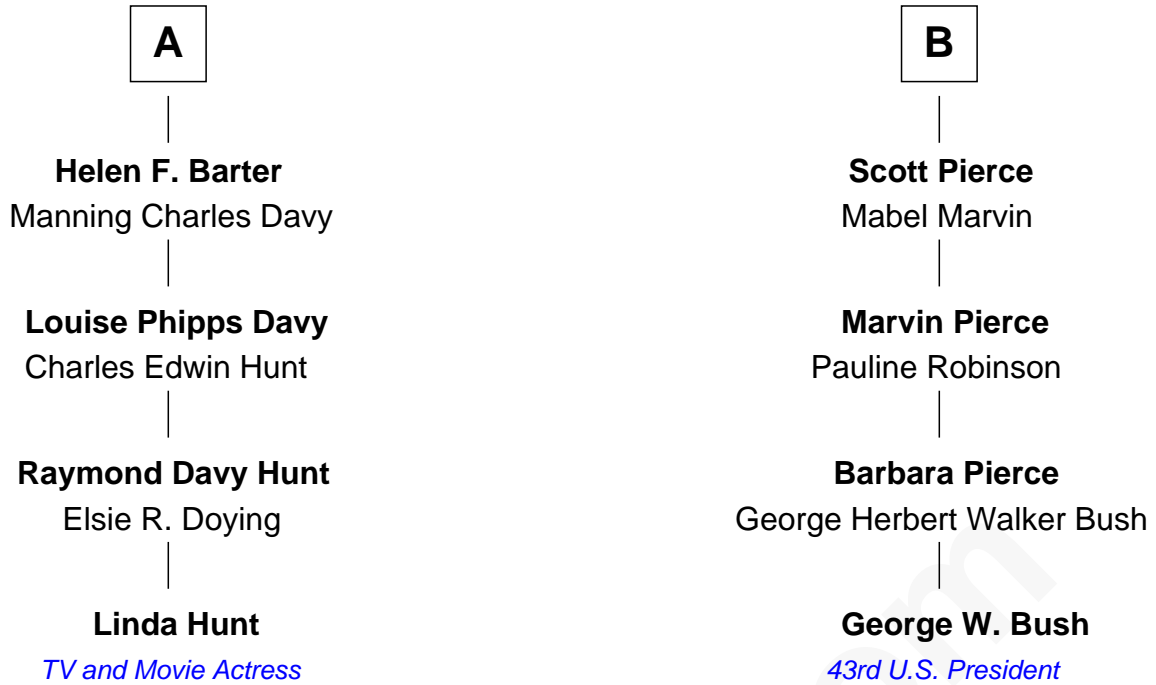 A
Helen F. Barter
Manning Charles Davy
Louise Phipps Davy
Charles Edwin Hunt
Raymond Davy Hunt
Elsie R. Doying
Linda Hunt
TV and Movie Actress
B
Scott Pierce
Mabel Marvin
Marvin Pierce
Pauline Robinson
Barbara Pierce
George Herbert Walker Bush
George W. Bush
43rd U.S. President